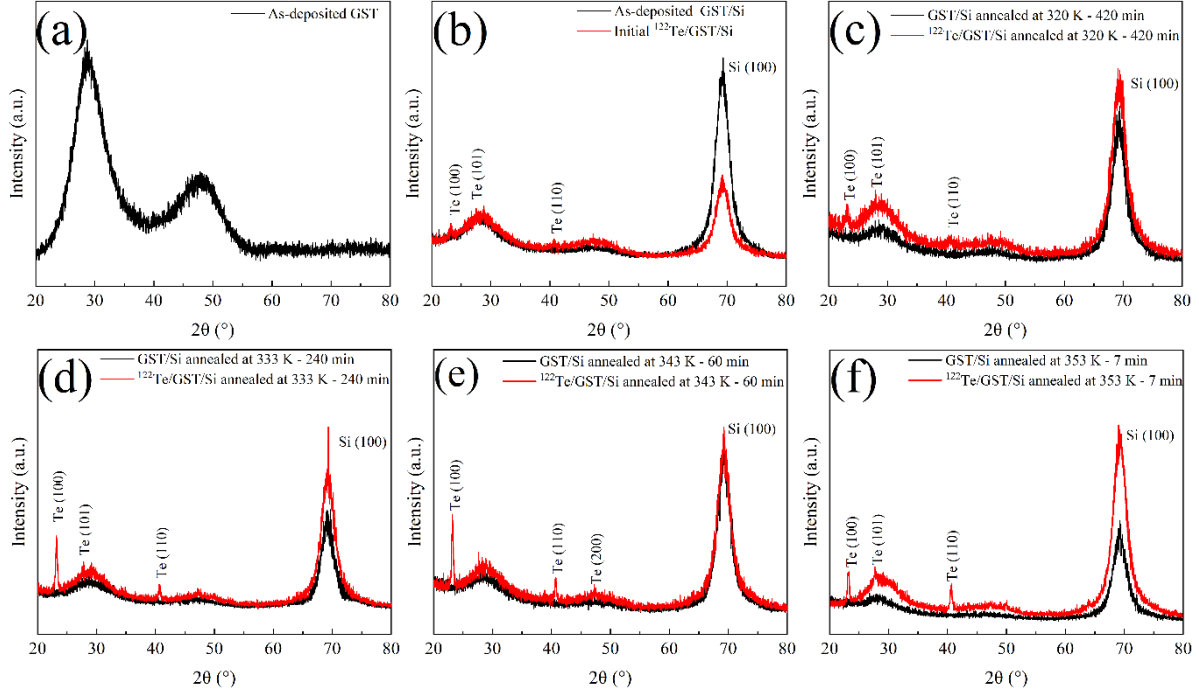 (a)
As-deposited GST
Intensity (a.u.)
20 30 40 50 60 70 80
2θ (°)
(b)
As-deposited GST/Si
Initial ¹²²Te/GST/Si
Si (100)
Te (100)
Te (101)
Te (110)
Intensity (a.u.)
20 30 40 50 60 70 80
2θ (°)
(c)
GST/Si annealed at 320 K - 420 min
¹²²Te/GST/Si annealed at 320 K - 420 min
Si (100)
Te (100)
Te (101)
Te (110)
Intensity (a.u.)
20 30 40 50 60 70 80
2θ (°)
(d)
GST/Si annealed at 333 K - 240 min
¹²²Te/GST/Si annealed at 333 K - 240 min
Si (100)
Te (100)
Te (101)
Te (110)
Intensity (a.u.)
20 30 40 50 60 70 80
2θ (°)
(e)
GST/Si annealed at 343 K - 60 min
¹²²Te/GST/Si annealed at 343 K - 60 min
Si (100)
Te (100)
Te (110)
Te (200)
Intensity (a.u.)
20 30 40 50 60 70 80
2θ (°)
(f)
GST/Si annealed at 353 K - 7 min
¹²²Te/GST/Si annealed at 353 K - 7 min
Si (100)
Te (100)
Te (101)
Te (110)
Intensity (a.u.)
20 30 40 50 60 70 80
2θ (°)